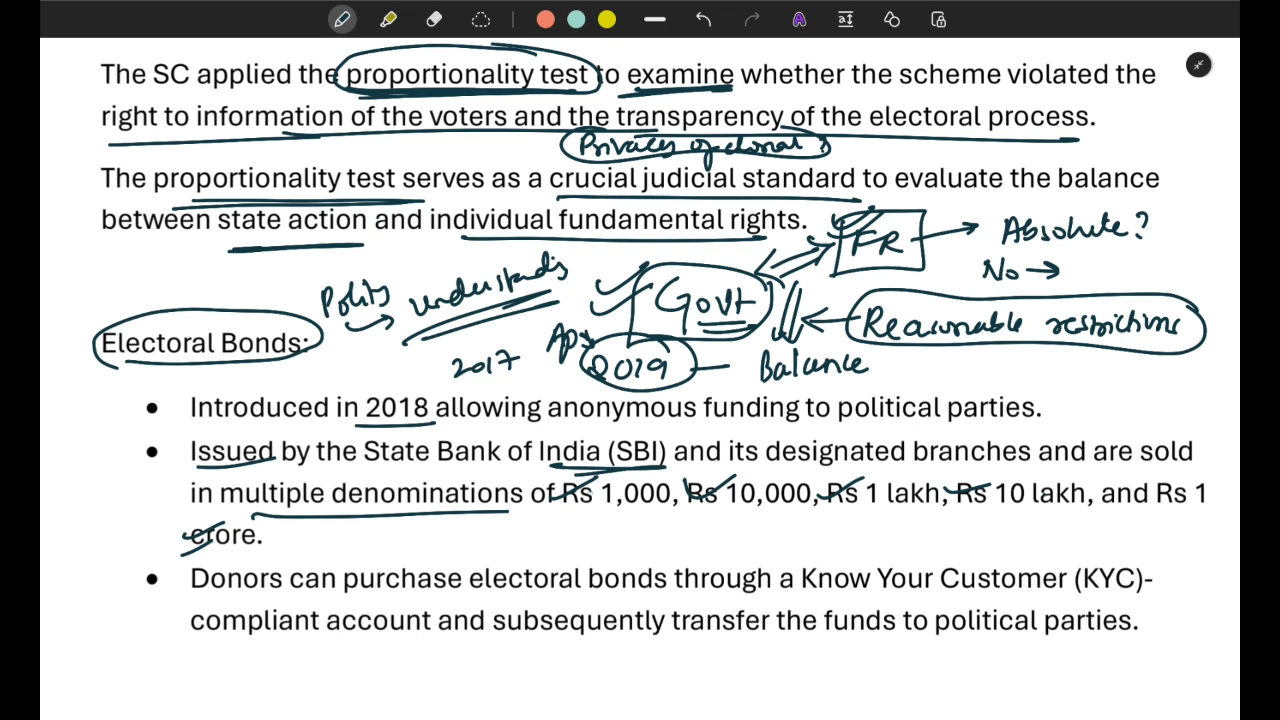 The SC applied the proportionality test to examine whether the scheme violated the
right to information of the voters and the transparency of the electoral process.
Privacy of donor?
The proportionality test serves as a crucial judicial standard to evaluate the balance
between state action and individual fundamental rights.
FR → Absolute?
No →
Polity → understanding
Govt
Reasonable restrictions
Electoral Bonds:
2017
2019 — Balance
• Introduced in 2018 allowing anonymous funding to political parties.
• Issued by the State Bank of India (SBI) and its designated branches and are sold
in multiple denominations of Rs 1,000, Rs 10,000, Rs 1 lakh, Rs 10 lakh, and Rs 1
crore.
• Donors can purchase electoral bonds through a Know Your Customer (KYC)-
compliant account and subsequently transfer the funds to political parties.